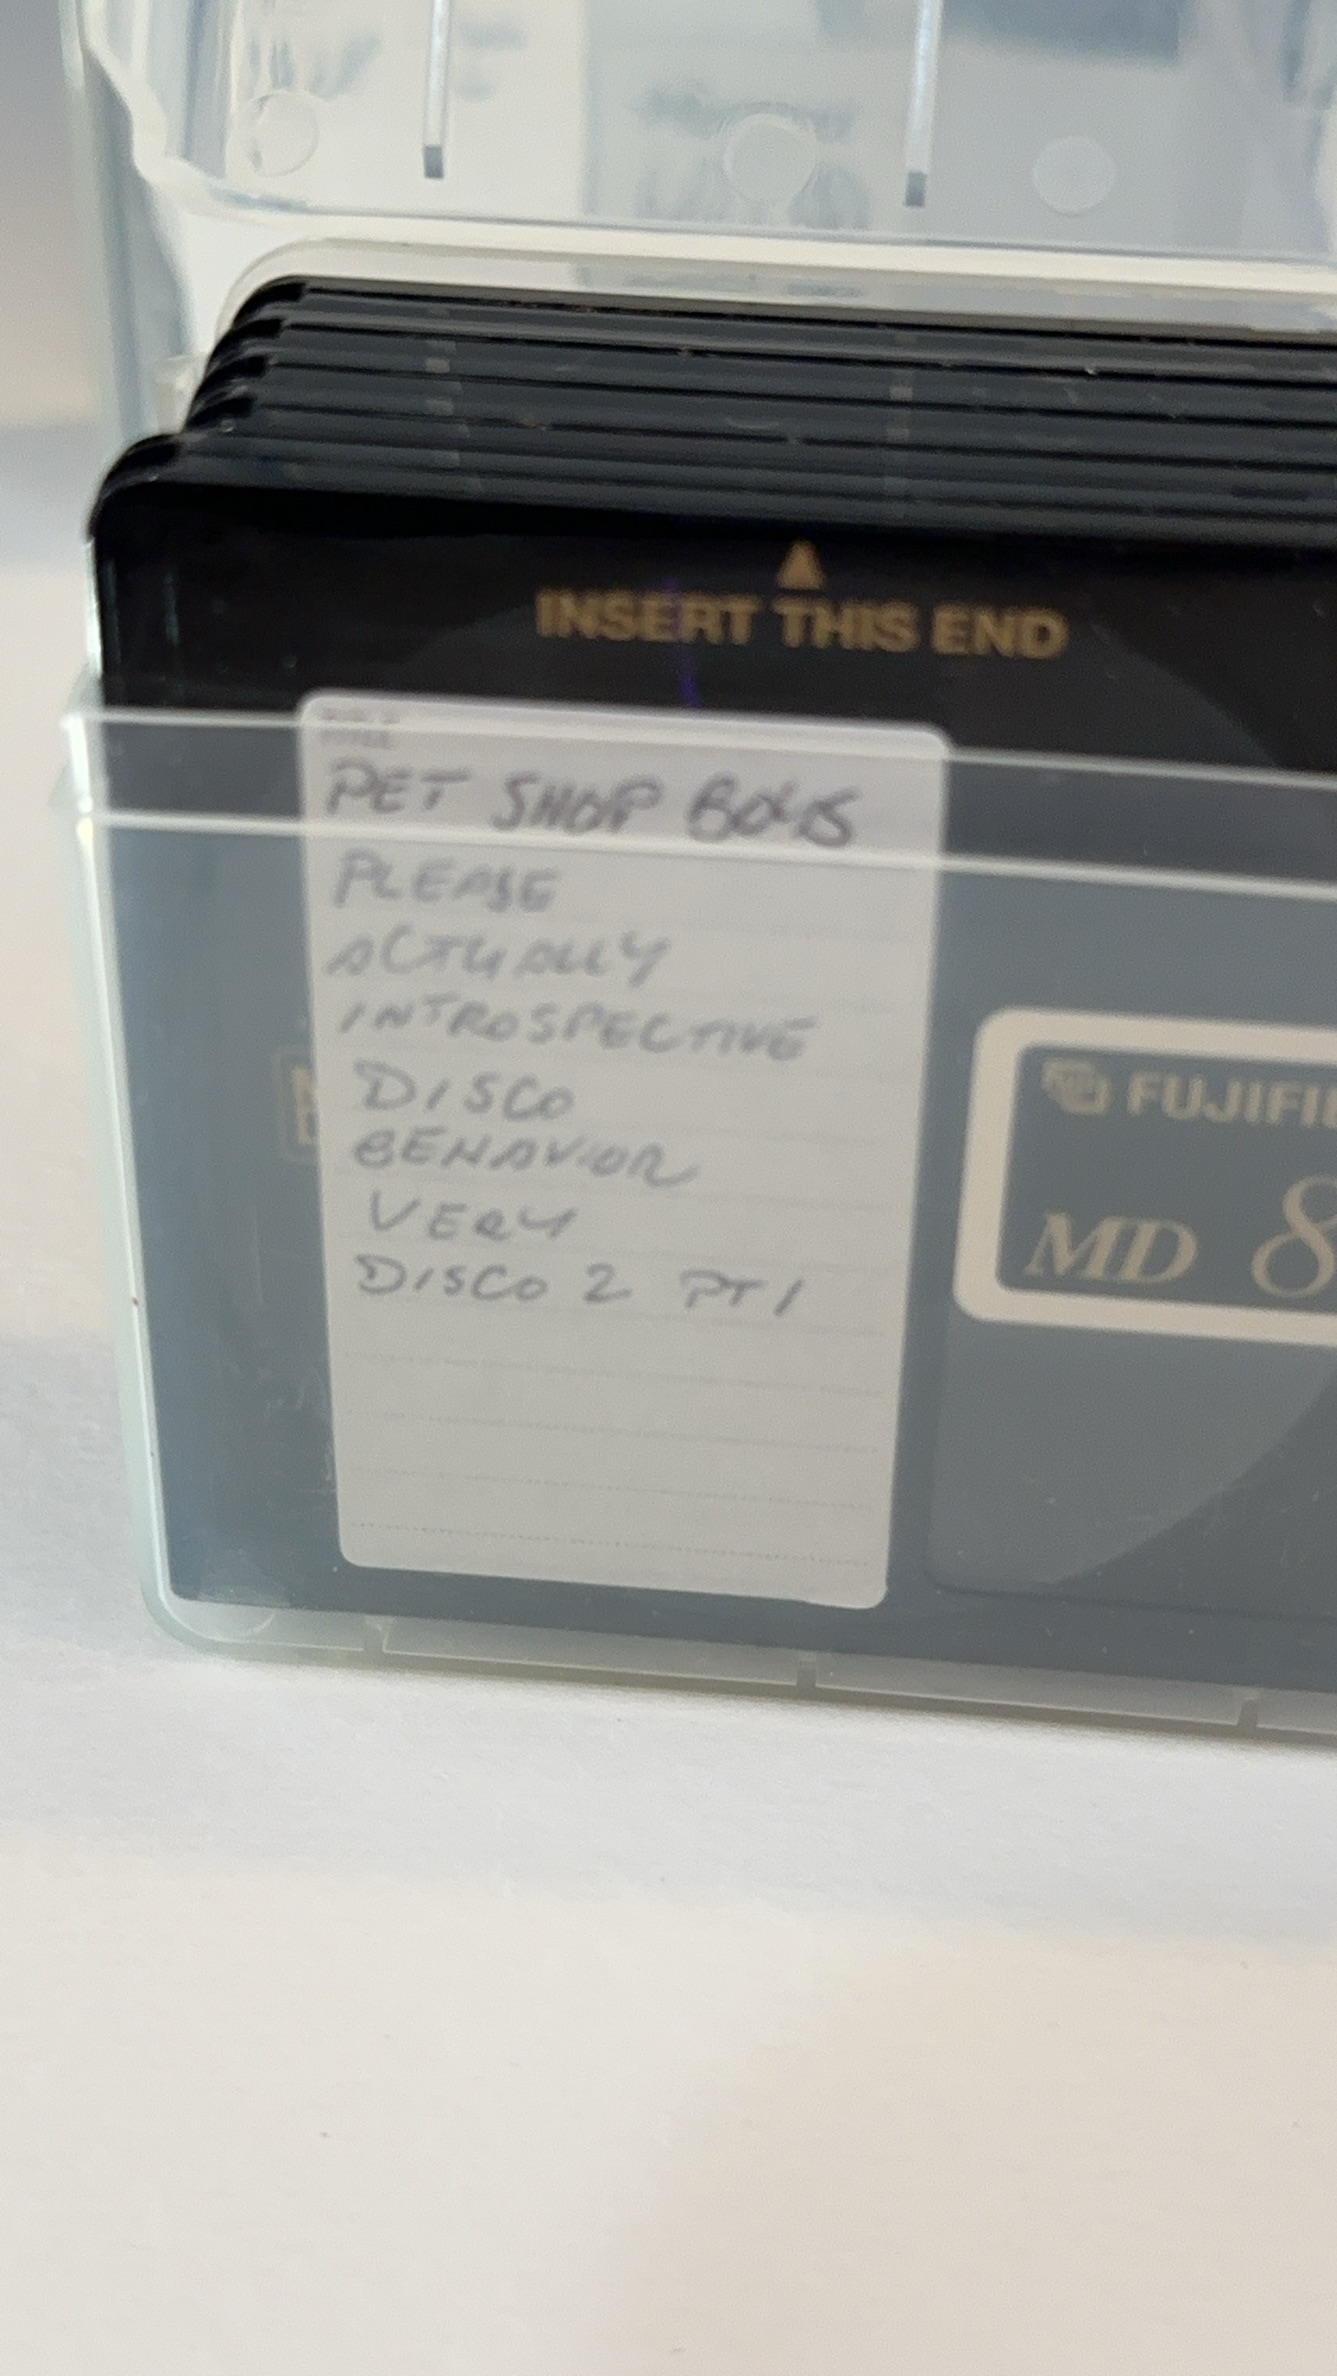 INSERT THIS END
TITLE
PET SHOP BOYS
PLEASE
ACTUALLY
INTROSPECTIVE
DISCO
BEHAVIOR
VERY
DISCO 2 PT 1
FUJIFI
MD 8